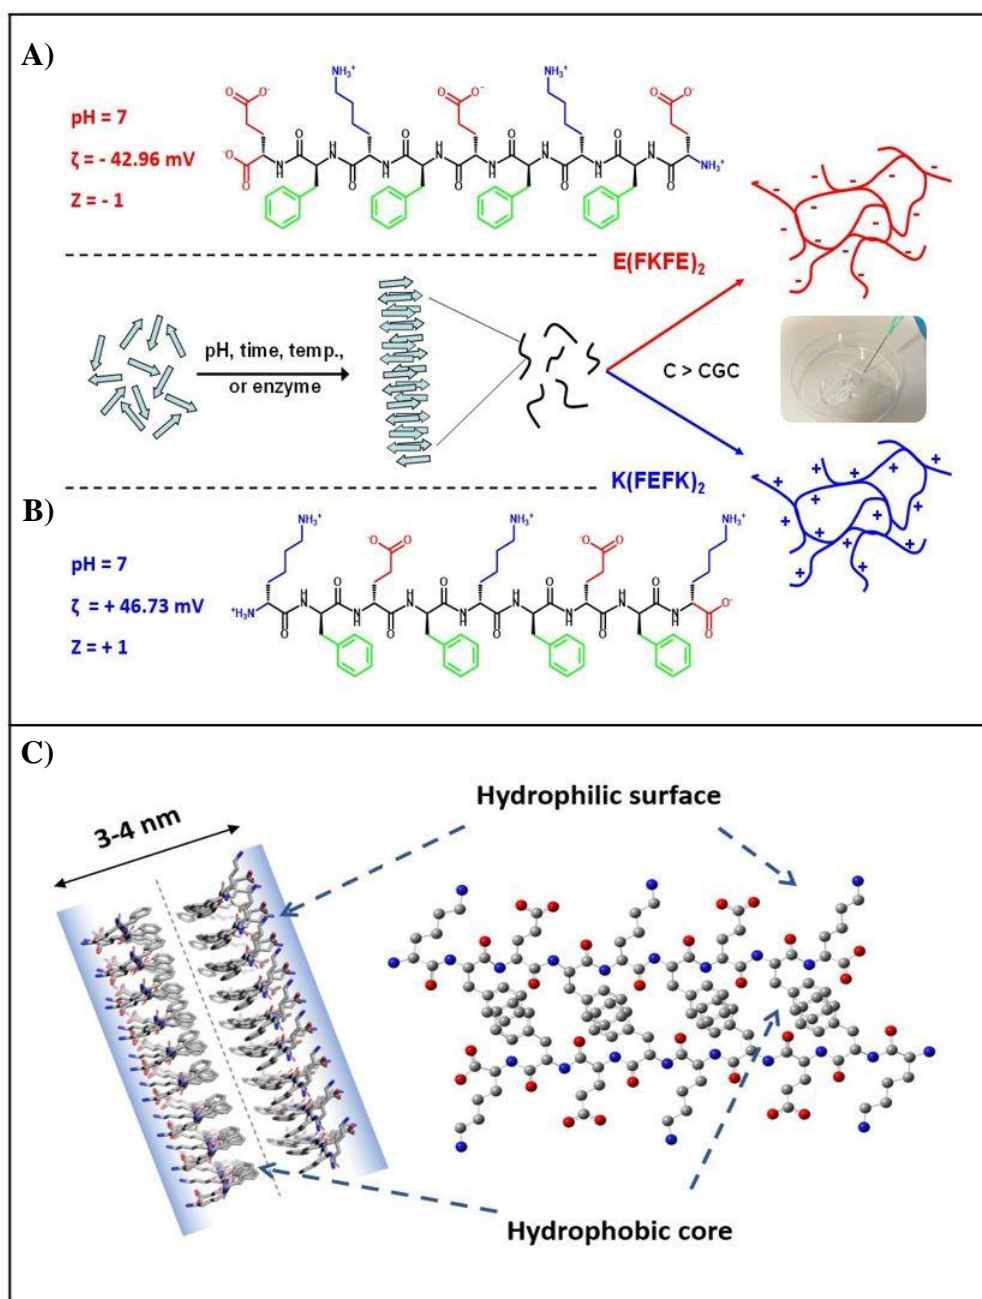 A)
pH = 7
ζ = - 42.96 mV
Z = - 1
O
O⁻
NH₃⁺
O
O⁻
NH₃⁺
O
O⁻
⁻O
O
H
N
O
N
H
O
H
N
O
N
H
O
H
N
O
N
H
O
H
N
O
N
H
O
NH₃⁺
E(FKFE)₂
- - - - - - - - -
pH, time, temp.,
or enzyme
C > CGC
K(FEFK)₂
+ + + + + + + + +
B)
pH = 7
ζ = + 46.73 mV
Z = + 1
NH₃⁺
⁻O
O
NH₃⁺
⁻O
O
NH₃⁺
⁺H₃N
O
H
N
O
N
H
O
H
N
O
N
H
O
H
N
O
N
H
O
H
N
O
N
H
O
O⁻
C)
3-4 nm
Hydrophilic surface
Hydrophobic core